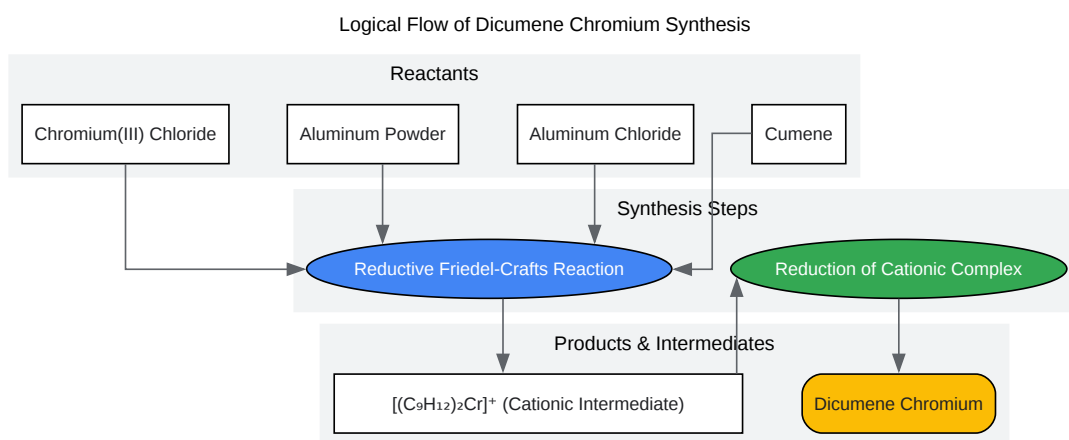 Logical Flow of Dicumene Chromium Synthesis
Reactants
Chromium(III) Chloride
Aluminum Powder
Aluminum Chloride
Cumene
Synthesis Steps
Reductive Friedel-Crafts Reaction
Reduction of Cationic Complex
Products & Intermediates
[(C₉H₁₂)₂Cr]⁺ (Cationic Intermediate)
Dicumene Chromium